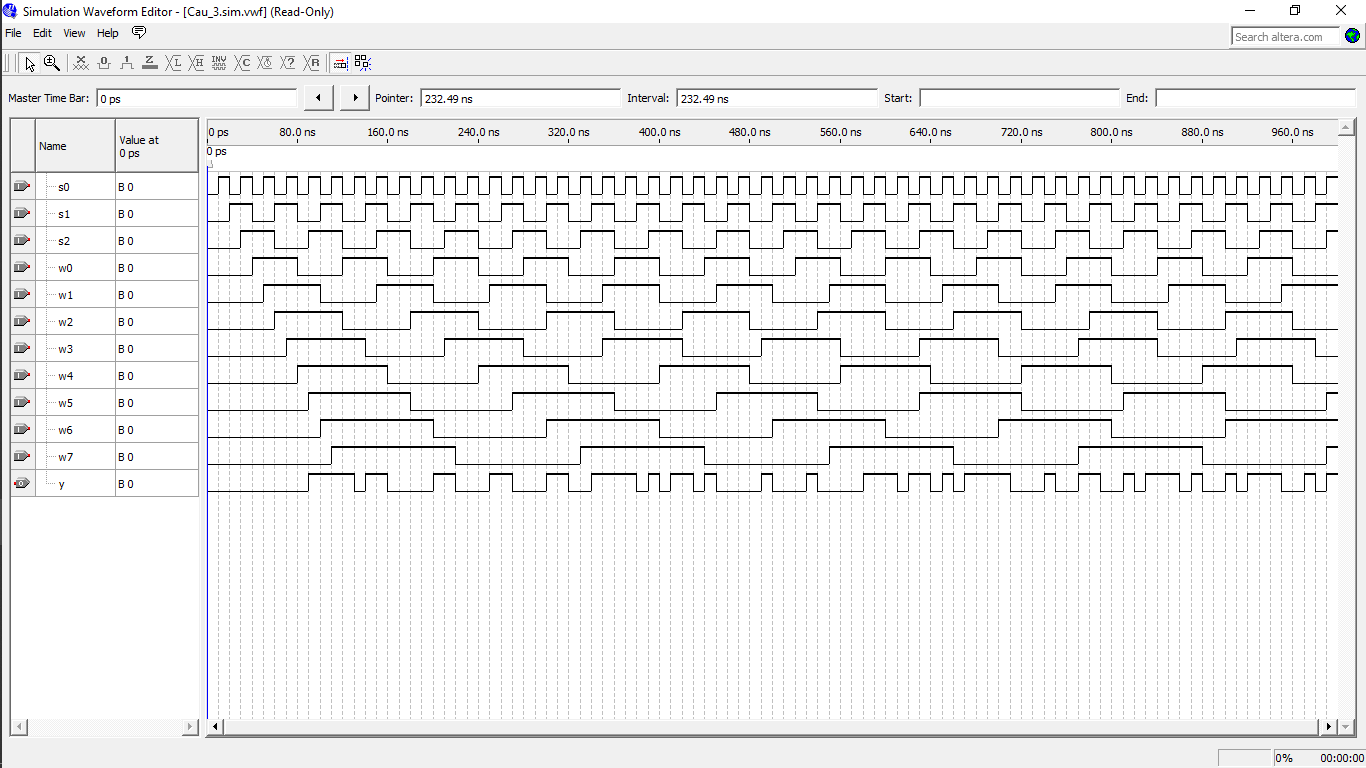 Simulation Waveform Editor - [Cau_3.sim.vwf] (Read-Only)
File Edit View Help
Search altera.com
Master Time Bar: 0 ps Pointer: 232.49 ns Interval: 232.49 ns Start: End:
Name
Value at
0 ps
0 ps 80.0 ns 160.0 ns 240.0 ns 320.0 ns 400.0 ns 480.0 ns 560.0 ns 640.0 ns 720.0 ns 800.0 ns 880.0 ns 960.0 ns
0 ps
s0 B 0
s1 B 0
s2 B 0
w0 B 0
w1 B 0
w2 B 0
w3 B 0
w4 B 0
w5 B 0
w6 B 0
w7 B 0
y B 0
0% 00:00:00